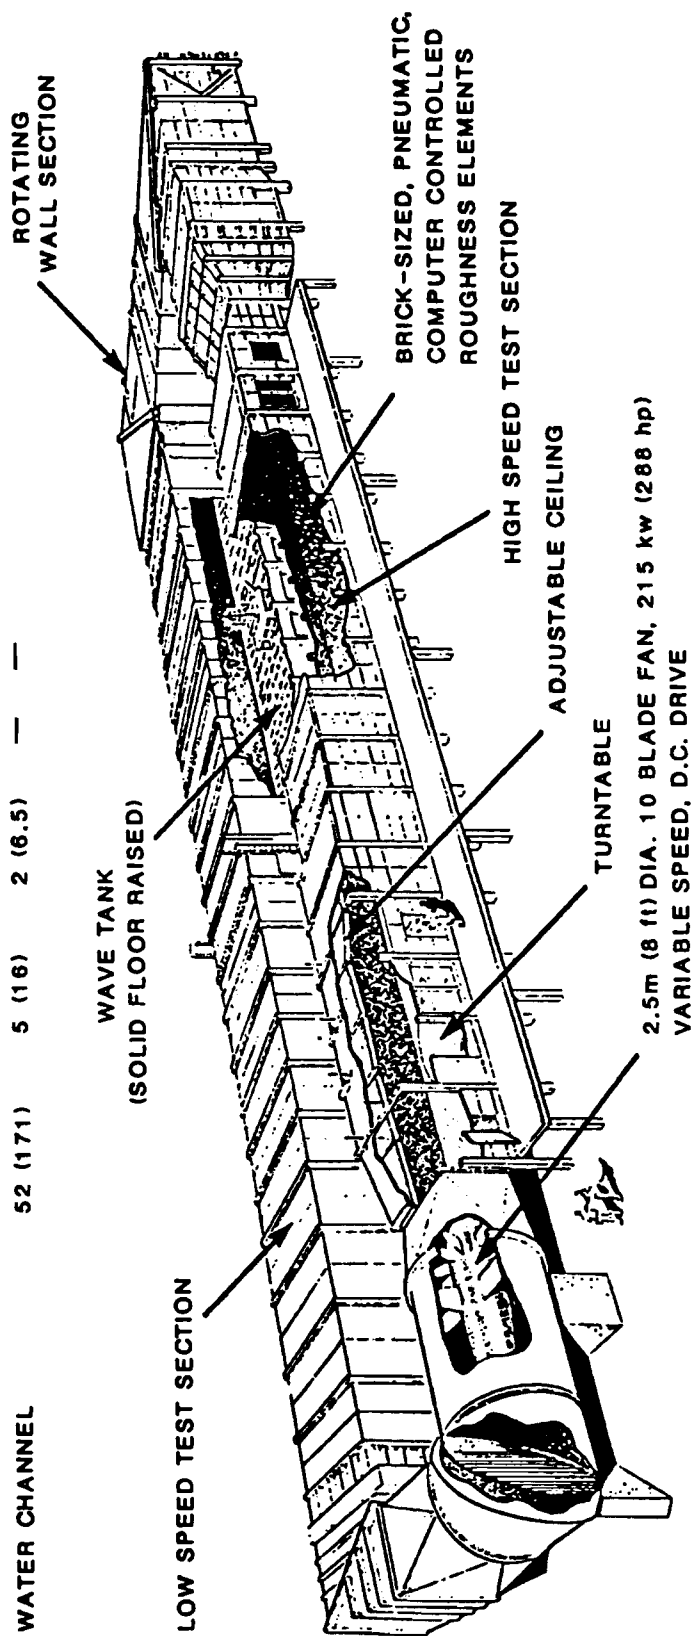 WATER CHANNEL 52 (171) 5 (16) 2 (6.5) — —
LOW SPEED TEST SECTION
WAVE TANK
(SOLID FLOOR RAISED)
ROTATING
WALL SECTION
BRICK-SIZED, PNEUMATIC,
COMPUTER CONTROLLED
ROUGHNESS ELEMENTS
HIGH SPEED TEST SECTION
ADJUSTABLE CEILING
TURNTABLE
2.5m (8 ft) DIA. 10 BLADE FAN, 215 kw (288 hp)
VARIABLE SPEED, D.C. DRIVE